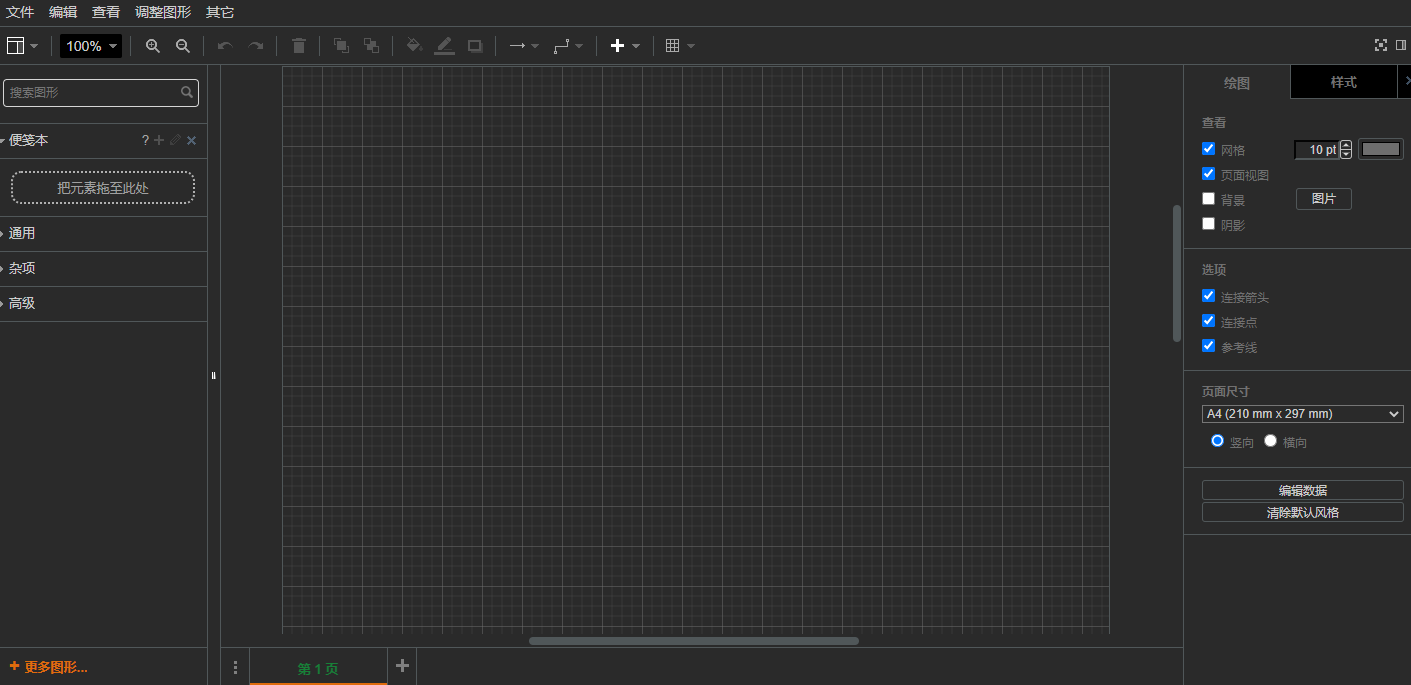 文件 编辑 查看 调整图形 其它
100%
搜索图形
便笺本 ?
把元素拖至此处
通用
杂项
高级
更多图形...
第 1 页
绘图 样式
查看
网格 10 pt
页面视图
背景 图片
阴影
选项
连接箭头
连接点
参考线
页面尺寸
A4 (210 mm x 297 mm)
竖向 横向
编辑数据
清除默认风格